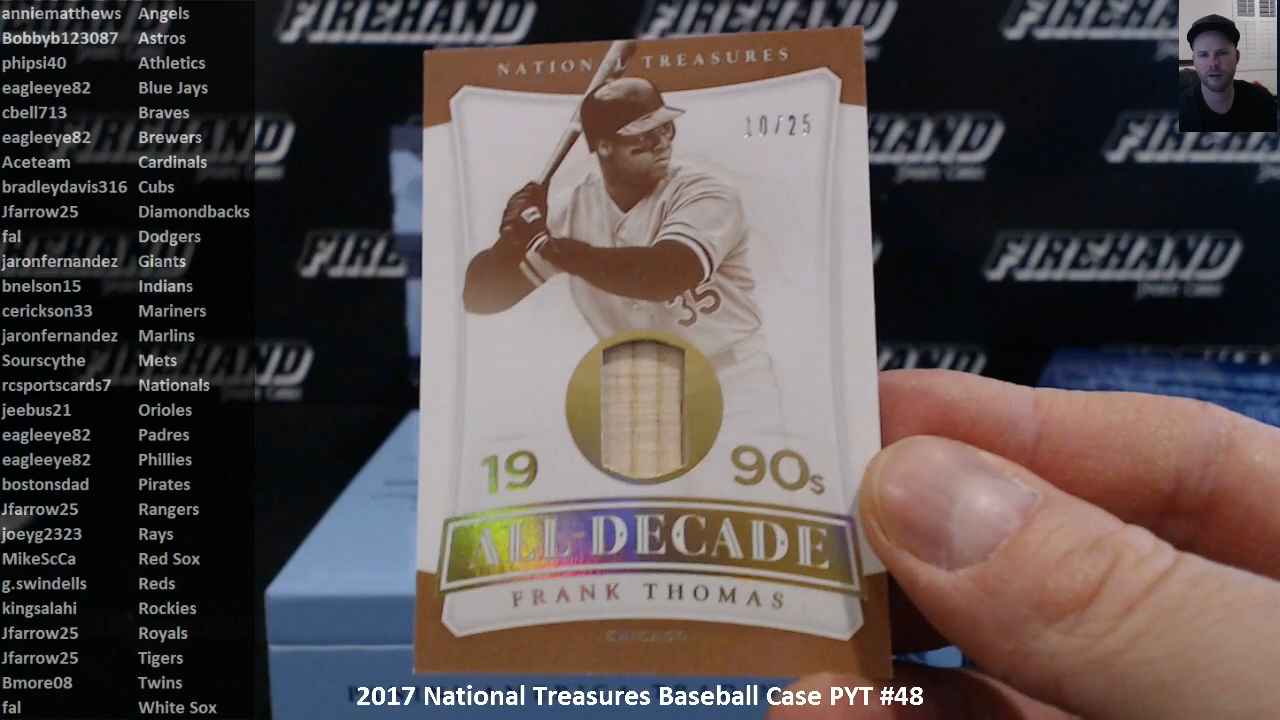 anniematthews Angels
Bobbyb123087 Astros
phipsi40 Athletics
eagleeye82 Blue Jays
cbell713 Braves
eagleeye82 Brewers
Aceteam Cardinals
bradleydavis316 Cubs
Jfarrow25 Diamondbacks
fal Dodgers
jaronfernandez Giants
bnelson15 Indians
cerickson33 Mariners
jaronfernandez Marlins
Sourscythe Mets
rcsportscards7 Nationals
jeebus21 Orioles
eagleeye82 Padres
eagleeye82 Phillies
bostonsdad Pirates
Jfarrow25 Rangers
joeyg2323 Rays
MikeScCa Red Sox
g.swindells Reds
kingsalahi Rockies
Jfarrow25 Royals
Jfarrow25 Tigers
Bmore08 Twins
fal White Sox
NATIONAL TREASURES
10/25
35
19 90s
ALL-DECADE
FRANK THOMAS
CHICAGO
FIREHAND
FIREHAND
FIREHAND
FIREHAND
2017 National Treasures Baseball Case PYT #48